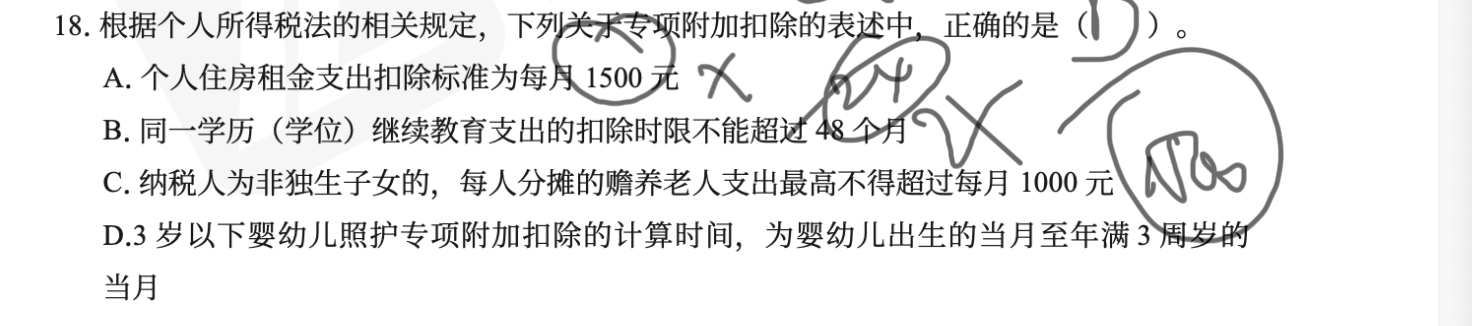 18. 根据个人所得税法的相关规定，下列关于专项附加扣除的表述中，正确的是（D）。
A. 个人住房租金支出扣除标准为每月 1500 元
B. 同一学历（学位）继续教育支出的扣除时限不能超过 48 个月
C. 纳税人为非独生子女的，每人分摊的赡养老人支出最高不得超过每月 1000 元
D.3 岁以下婴幼儿照护专项附加扣除的计算时间，为婴幼儿出生的当月至年满 3 周岁的
当月